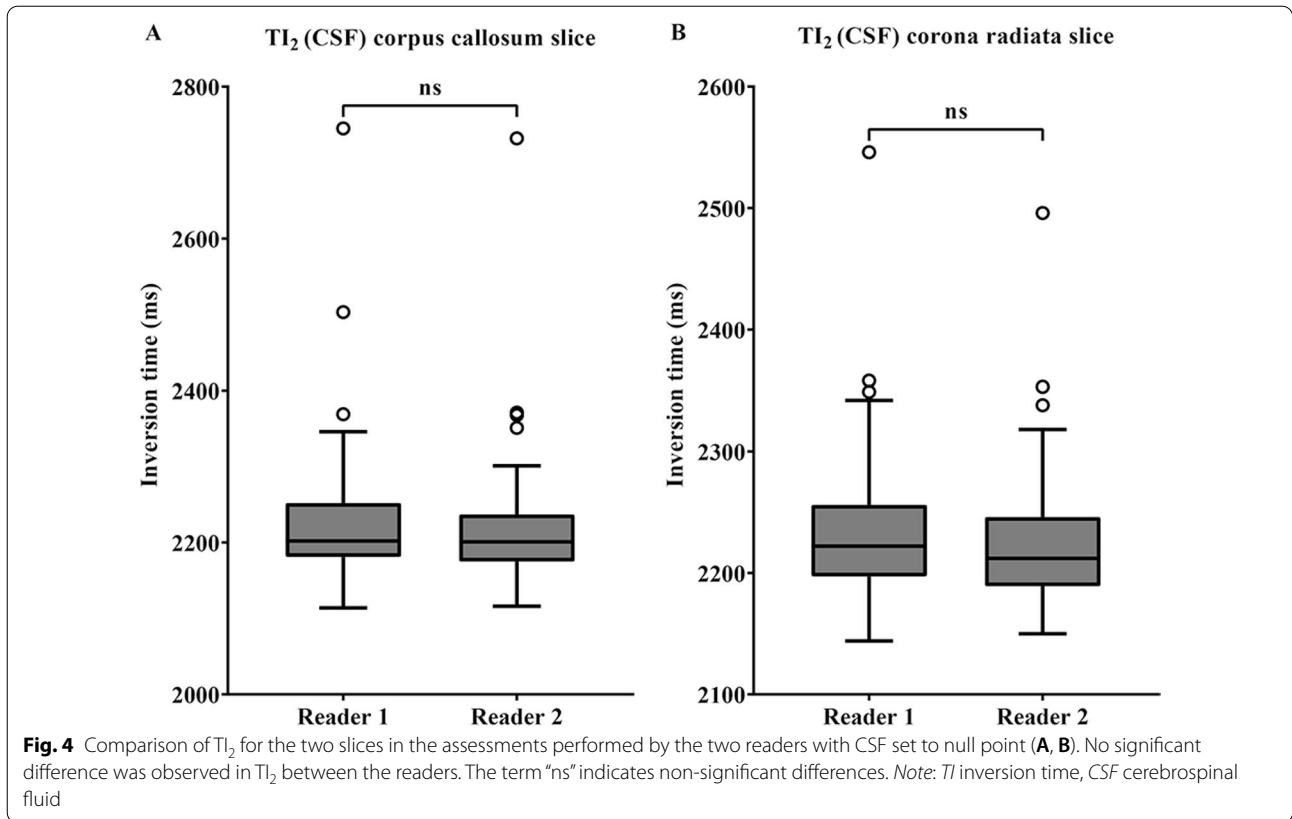 A
TI₂ (CSF) corpus callosum slice
2800
2600
2400
2200
2000
Inversion time (ms)
ns
Reader 1
Reader 2
B
TI₂ (CSF) corona radiata slice
2600
2500
2400
2300
2200
2100
Inversion time (ms)
ns
Reader 1
Reader 2
Fig. 4 Comparison of TI₂ for the two slices in the assessments performed by the two readers with CSF set to null point (A, B). No significant
difference was observed in TI₂ between the readers. The term “ns” indicates non-significant differences. Note: TI inversion time, CSF cerebrospinal
fluid